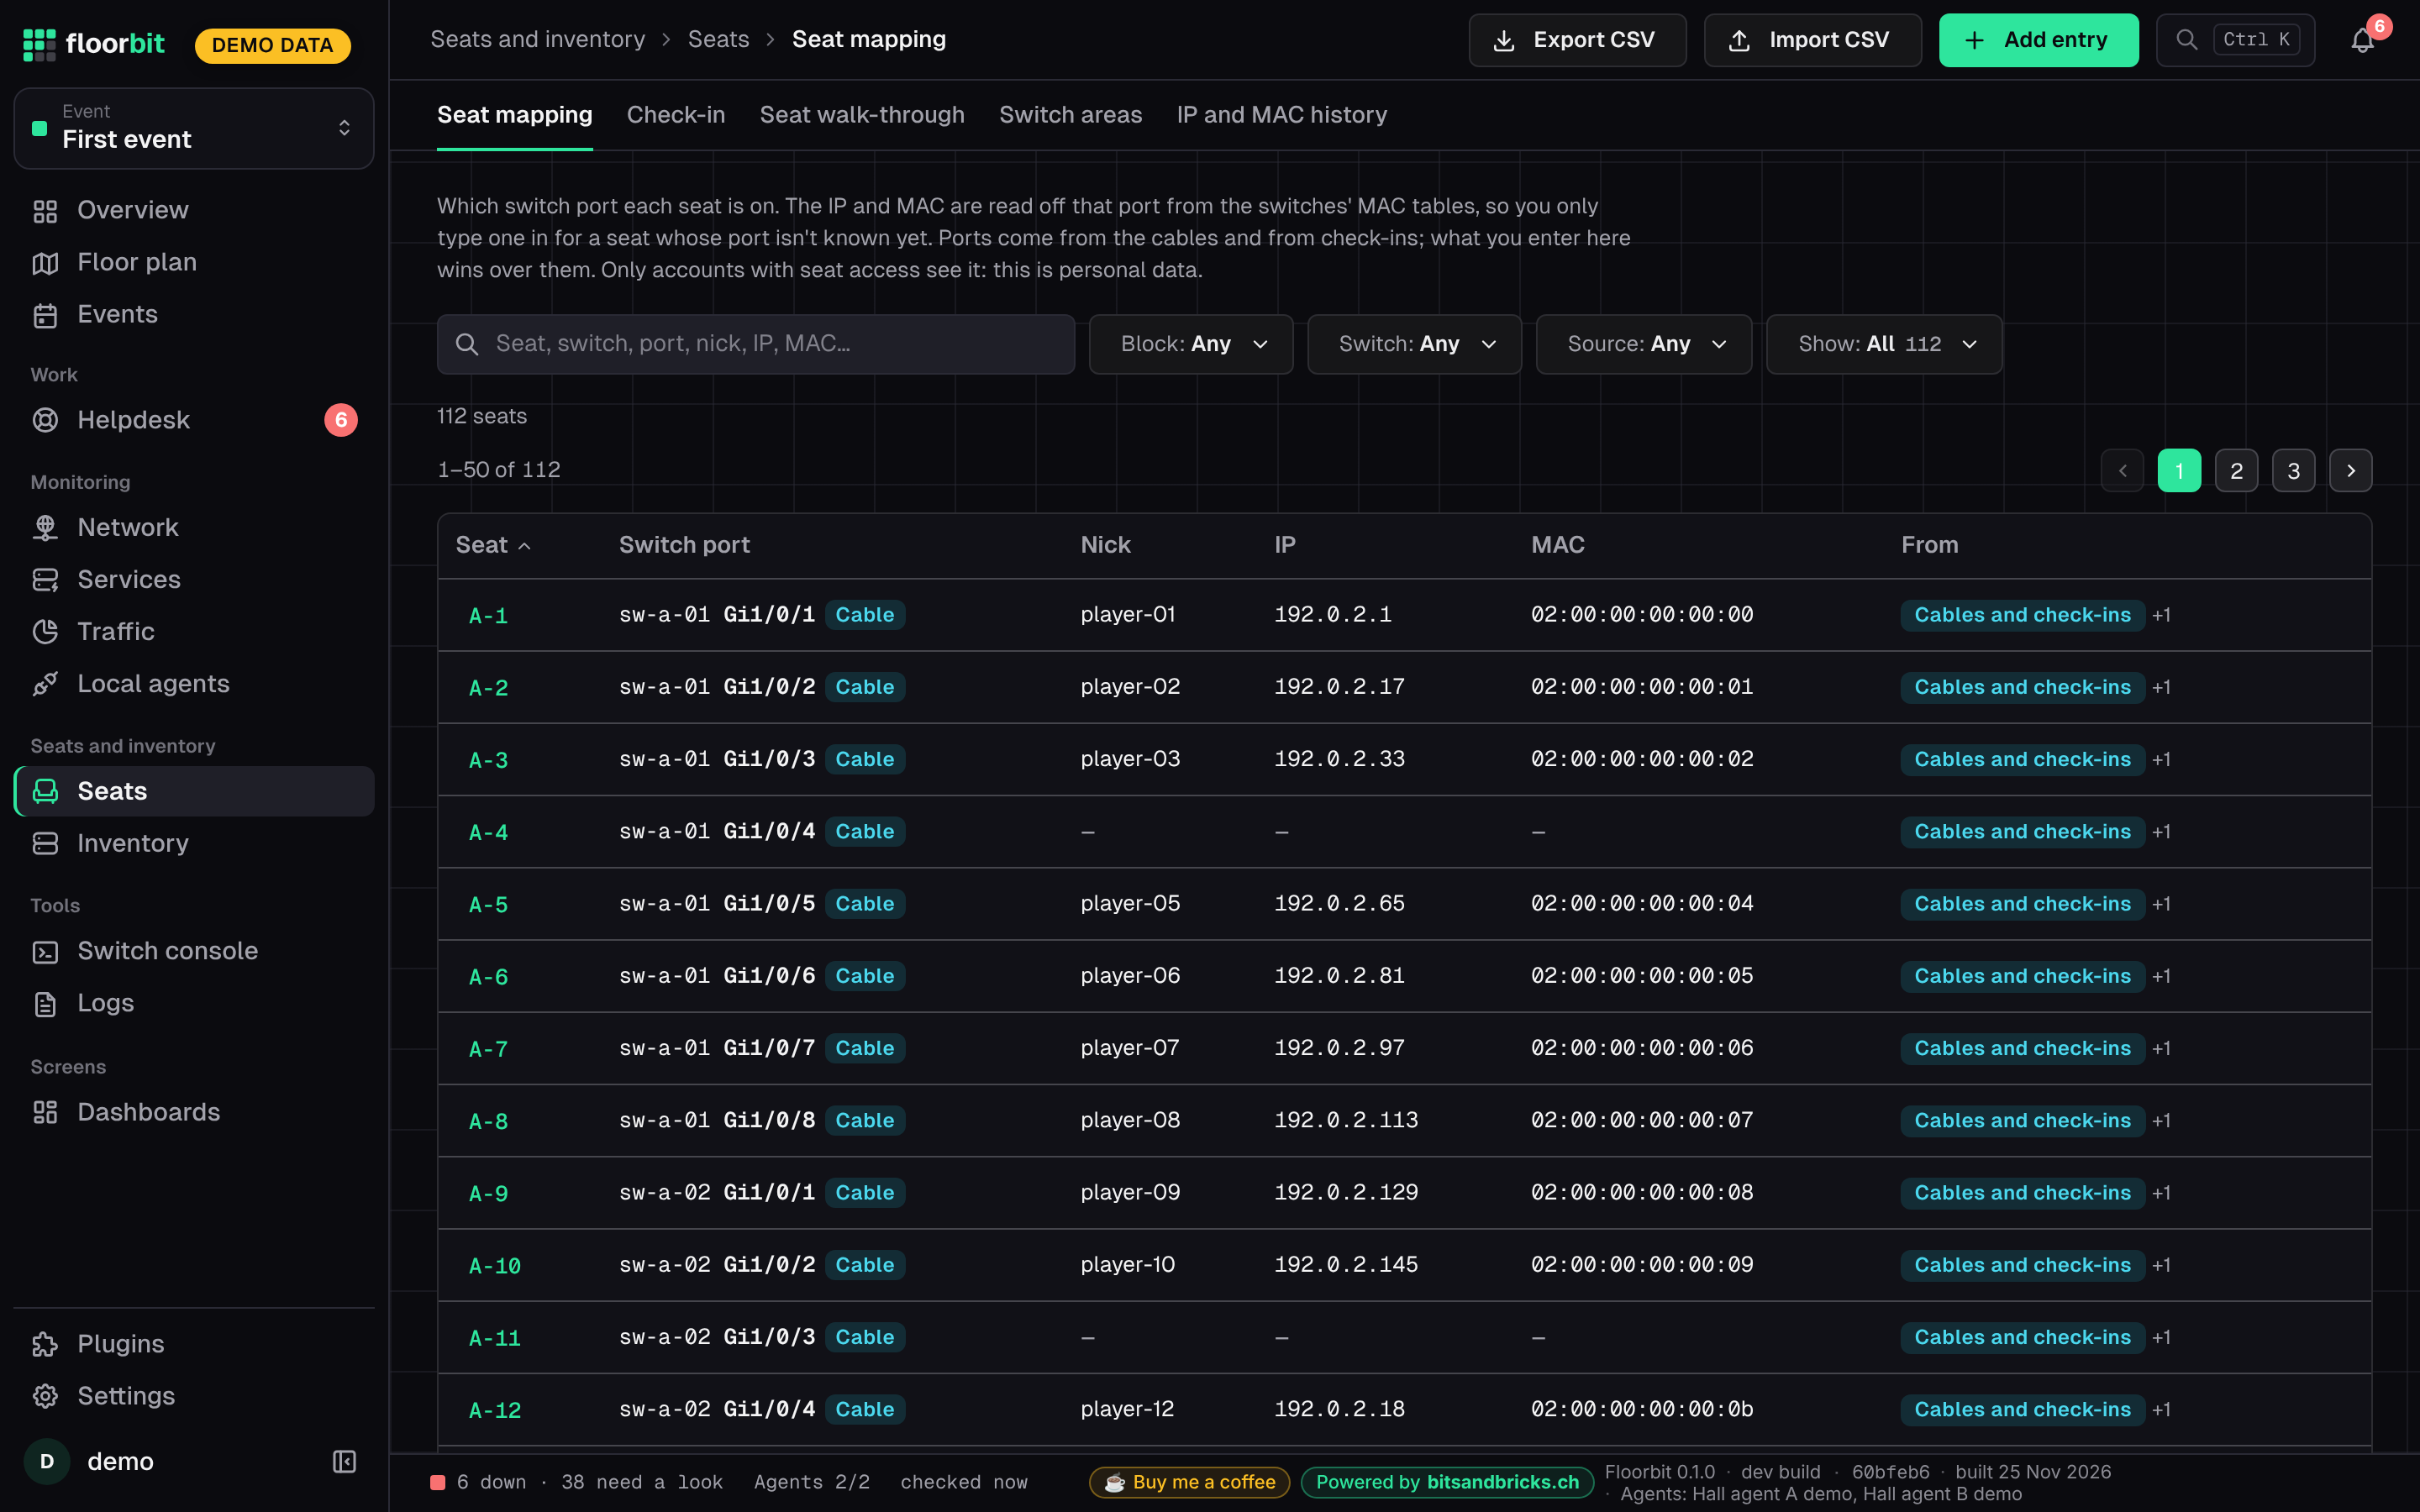 floorbit DEMO DATA
Event
First event
Overview
Floor plan
Events
Work
Helpdesk 6
Monitoring
Network
Services
Traffic
Local agents
Seats and inventory
Seats
Inventory
Tools
Switch console
Logs
Screens
Dashboards
Plugins
Settings
D demo
Seats and inventory > Seats > Seat mapping
Export CSV
Import CSV
+ Add entry
Ctrl K
6
Seat mapping Check-in Seat walk-through Switch areas IP and MAC history
Which switch port each seat is on. The IP and MAC are read off that port from the switches' MAC tables, so you only
type one in for a seat whose port isn't known yet. Ports come from the cables and from check-ins; what you enter here
wins over them. Only accounts with seat access see it: this is personal data.
Seat, switch, port, nick, IP, MAC… Block: Any Switch: Any Source: Any Show: All 112
112 seats
1–50 of 112 1 2 3
Seat Switch port Nick IP MAC From
A-1 sw-a-01 Gi1/0/1 Cable player-01 192.0.2.1 02:00:00:00:00:00 Cables and check-ins +1
A-2 sw-a-01 Gi1/0/2 Cable player-02 192.0.2.17 02:00:00:00:00:01 Cables and check-ins +1
A-3 sw-a-01 Gi1/0/3 Cable player-03 192.0.2.33 02:00:00:00:00:02 Cables and check-ins +1
A-4 sw-a-01 Gi1/0/4 Cable – – – Cables and check-ins +1
A-5 sw-a-01 Gi1/0/5 Cable player-05 192.0.2.65 02:00:00:00:00:04 Cables and check-ins +1
A-6 sw-a-01 Gi1/0/6 Cable player-06 192.0.2.81 02:00:00:00:00:05 Cables and check-ins +1
A-7 sw-a-01 Gi1/0/7 Cable player-07 192.0.2.97 02:00:00:00:00:06 Cables and check-ins +1
A-8 sw-a-01 Gi1/0/8 Cable player-08 192.0.2.113 02:00:00:00:00:07 Cables and check-ins +1
A-9 sw-a-02 Gi1/0/1 Cable player-09 192.0.2.129 02:00:00:00:00:08 Cables and check-ins +1
A-10 sw-a-02 Gi1/0/2 Cable player-10 192.0.2.145 02:00:00:00:00:09 Cables and check-ins +1
A-11 sw-a-02 Gi1/0/3 Cable – – – Cables and check-ins +1
A-12 sw-a-02 Gi1/0/4 Cable player-12 192.0.2.18 02:00:00:00:00:0b Cables and check-ins +1
6 down · 38 need a look Agents 2/2 checked now
☕ Buy me a coffee
Powered by bitsandbricks.ch
Floorbit 0.1.0 · dev build · 60bfeb6 · built 25 Nov 2026
· Agents: Hall agent A demo, Hall agent B demo